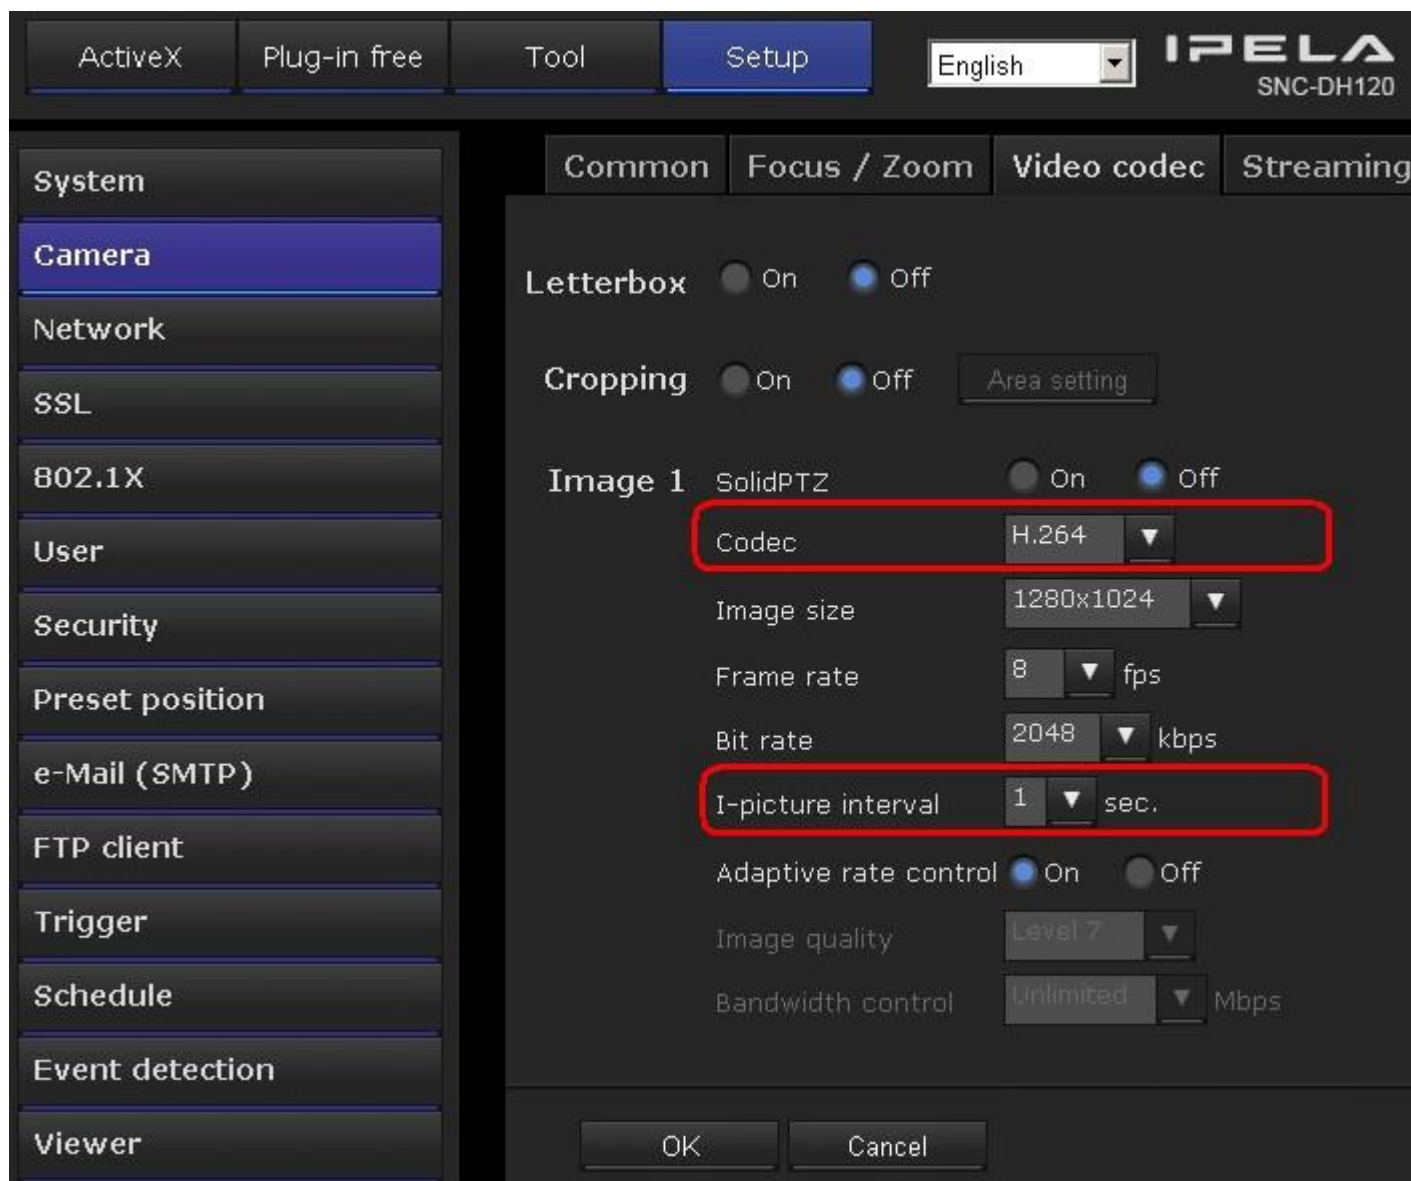 ActiveX Plug-in free Tool Setup English IPELA
SNC-DH120
Common Focus / Zoom Video codec Streaming
System
Camera
Network
SSL
802.1X
User
Security
Preset position
e-Mail (SMTP)
FTP client
Trigger
Schedule
Event detection
Viewer
Letterbox On Off
Cropping On Off Area setting
Image 1 SolidPTZ On Off
Codec H.264
Image size 1280x1024
Frame rate 8 fps
Bit rate 2048 kbps
I-picture interval 1 sec.
Adaptive rate control On Off
Image quality Level 7
Bandwidth control Unlimited Mbps
OK Cancel